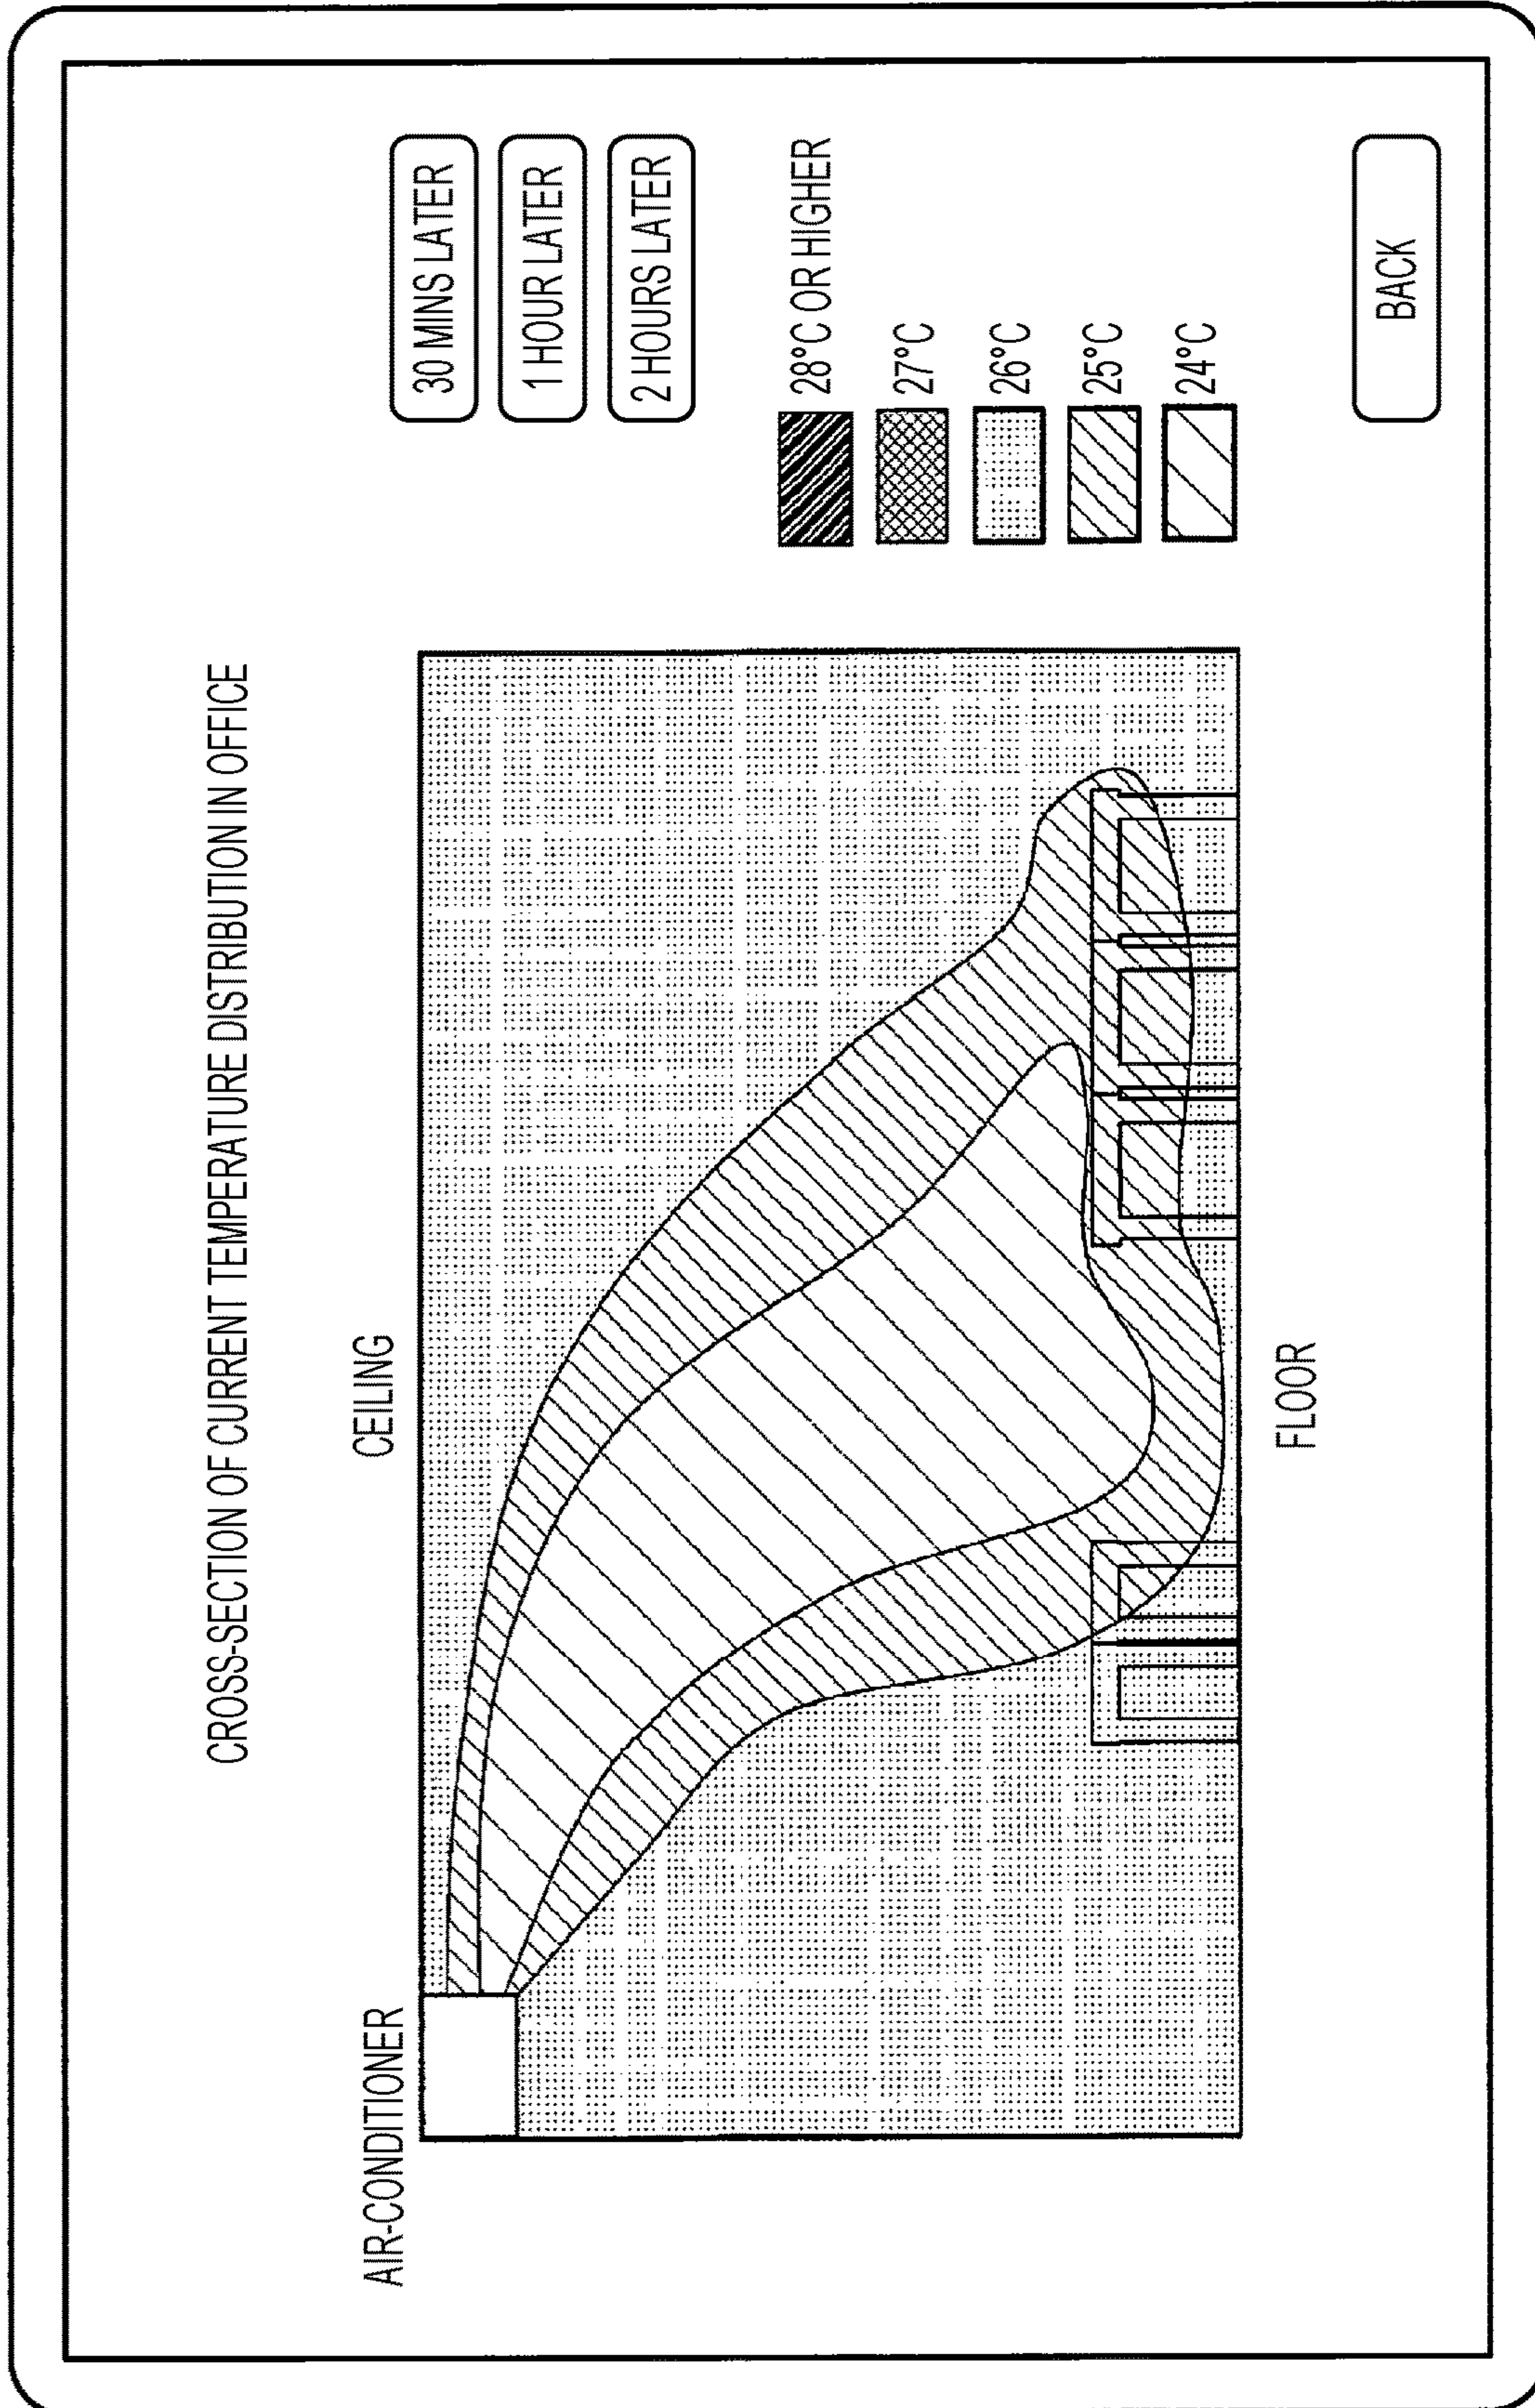 CROSS-SECTION OF CURRENT TEMPERATURE DISTRIBUTION IN OFFICE
AIR-CONDITIONER
CEILING
30 MINS LATER
1 HOUR LATER
2 HOURS LATER
28°C OR HIGHER
27°C
26°C
25°C
24°C
FLOOR
BACK